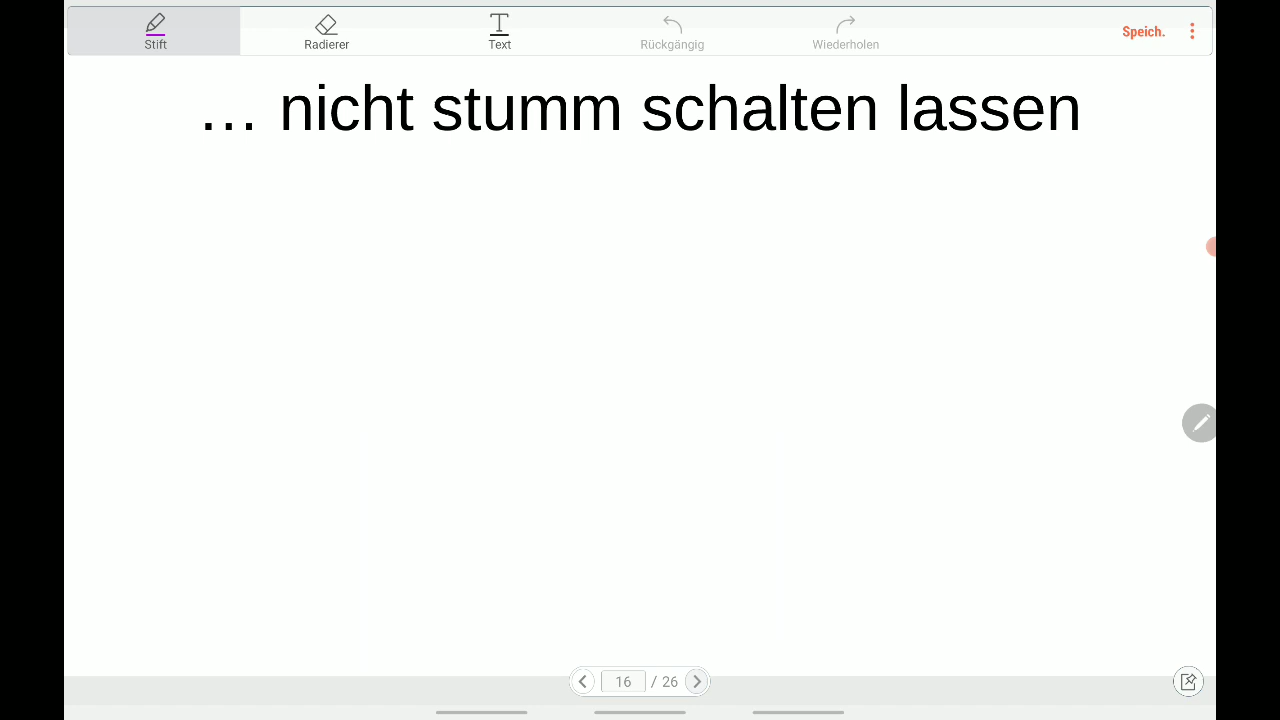 Stift Radierer Text Rückgängig Wiederholen Speich.
… nicht stumm schalten lassen
16 / 26